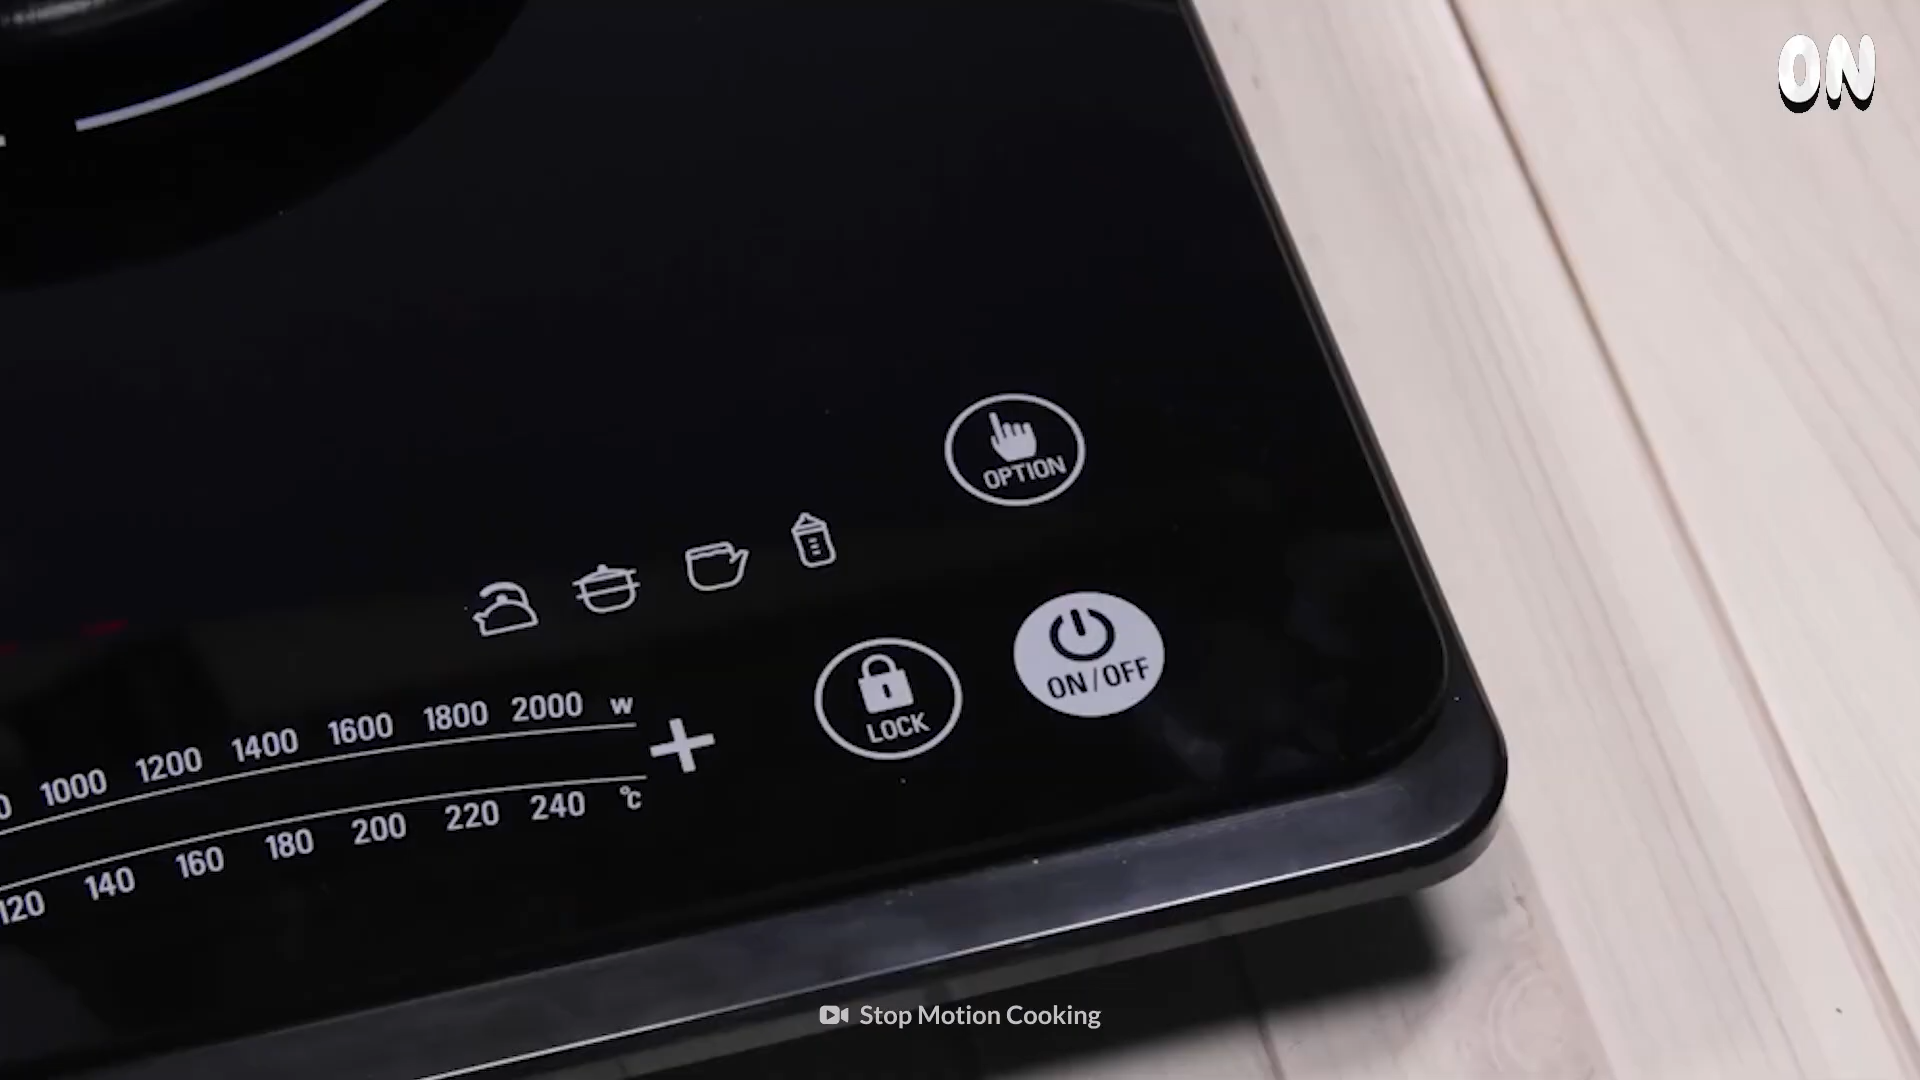 ON
OPTION
ON/OFF
LOCK
1000 1200 1400 1600 1800 2000 W
+
120 140 160 180 200 220 240 °C
Stop Motion Cooking